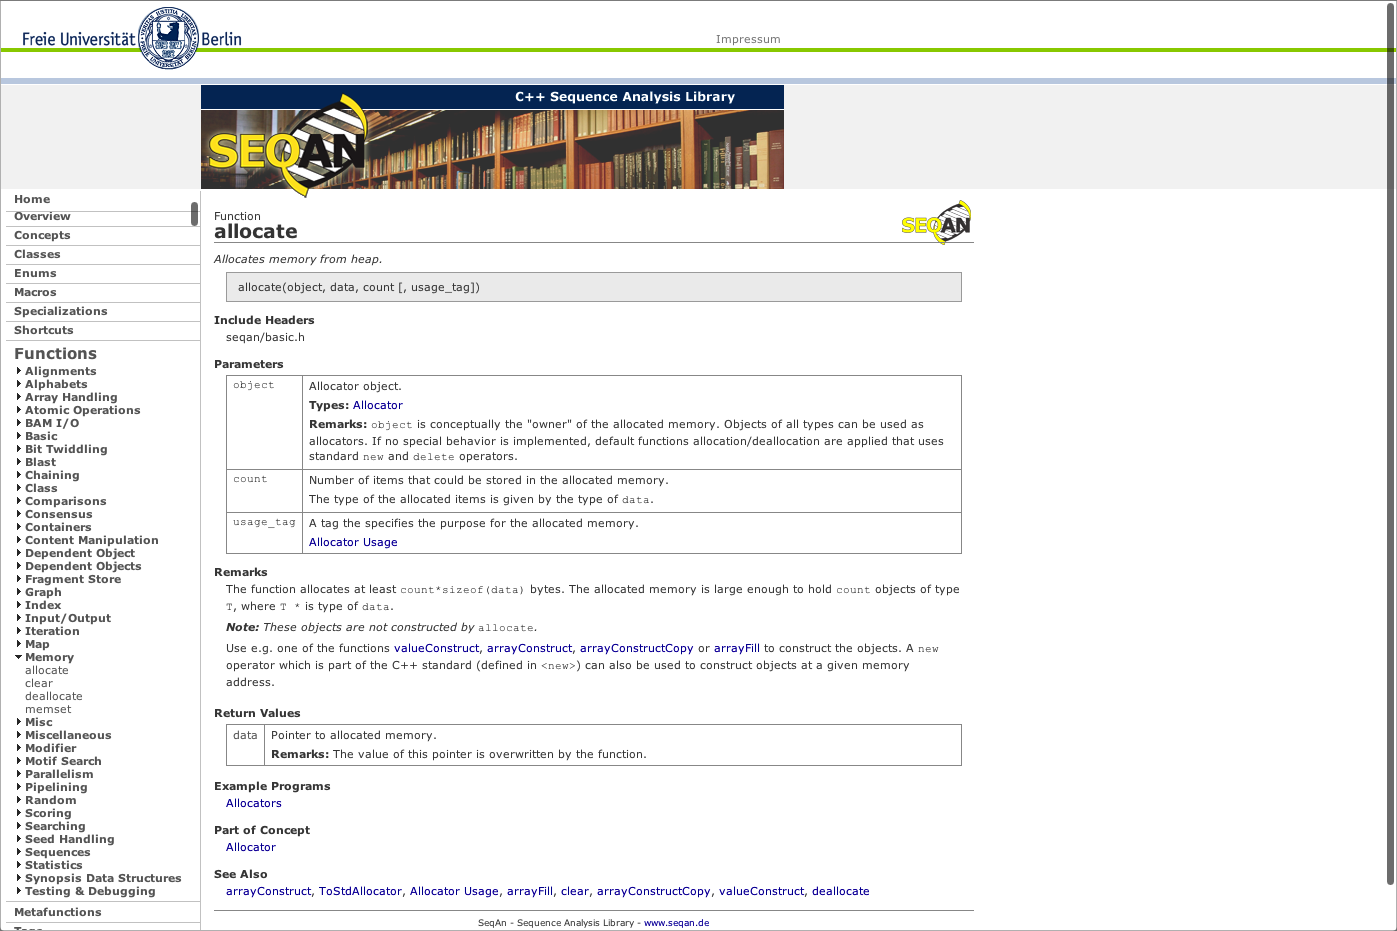 Freie Universität Berlin
Impressum
C++ Sequence Analysis Library
SEQAN
Home
Overview
Concepts
Classes
Enums
Macros
Specializations
Shortcuts
Functions
Alignments
Alphabets
Array Handling
Atomic Operations
BAM I/O
Basic
Bit Twiddling
Blast
Chaining
Class
Comparisons
Consensus
Containers
Content Manipulation
Dependent Object
Dependent Objects
Fragment Store
Graph
Index
Input/Output
Iteration
Map
Memory
allocate
clear
deallocate
memset
Misc
Miscellaneous
Modifier
Motif Search
Parallelism
Pipelining
Random
Scoring
Searching
Seed Handling
Sequences
Statistics
Synopsis Data Structures
Testing & Debugging
Metafunctions
Function
allocate
SEQAN
Allocates memory from heap.
allocate(object, data, count [, usage_tag])
Include Headers
seqan/basic.h
Parameters
object
Allocator object.
Types: Allocator
Remarks: object is conceptually the "owner" of the allocated memory. Objects of all types can be used as
allocators. If no special behavior is implemented, default functions allocation/deallocation are applied that uses
standard new and delete operators.
count
Number of items that could be stored in the allocated memory.
The type of the allocated items is given by the type of data.
usage_tag
A tag the specifies the purpose for the allocated memory.
Allocator Usage
Remarks
The function allocates at least count*sizeof(data) bytes. The allocated memory is large enough to hold count objects of type
T, where T * is type of data.
Note: These objects are not constructed by allocate.
Use e.g. one of the functions valueConstruct, arrayConstruct, arrayConstructCopy or arrayFill to construct the objects. A new
operator which is part of the C++ standard (defined in <new>) can also be used to construct objects at a given memory
address.
Return Values
data
Pointer to allocated memory.
Remarks: The value of this pointer is overwritten by the function.
Example Programs
Allocators
Part of Concept
Allocator
See Also
arrayConstruct, ToStdAllocator, Allocator Usage, arrayFill, clear, arrayConstructCopy, valueConstruct, deallocate
SeqAn - Sequence Analysis Library - www.seqan.de